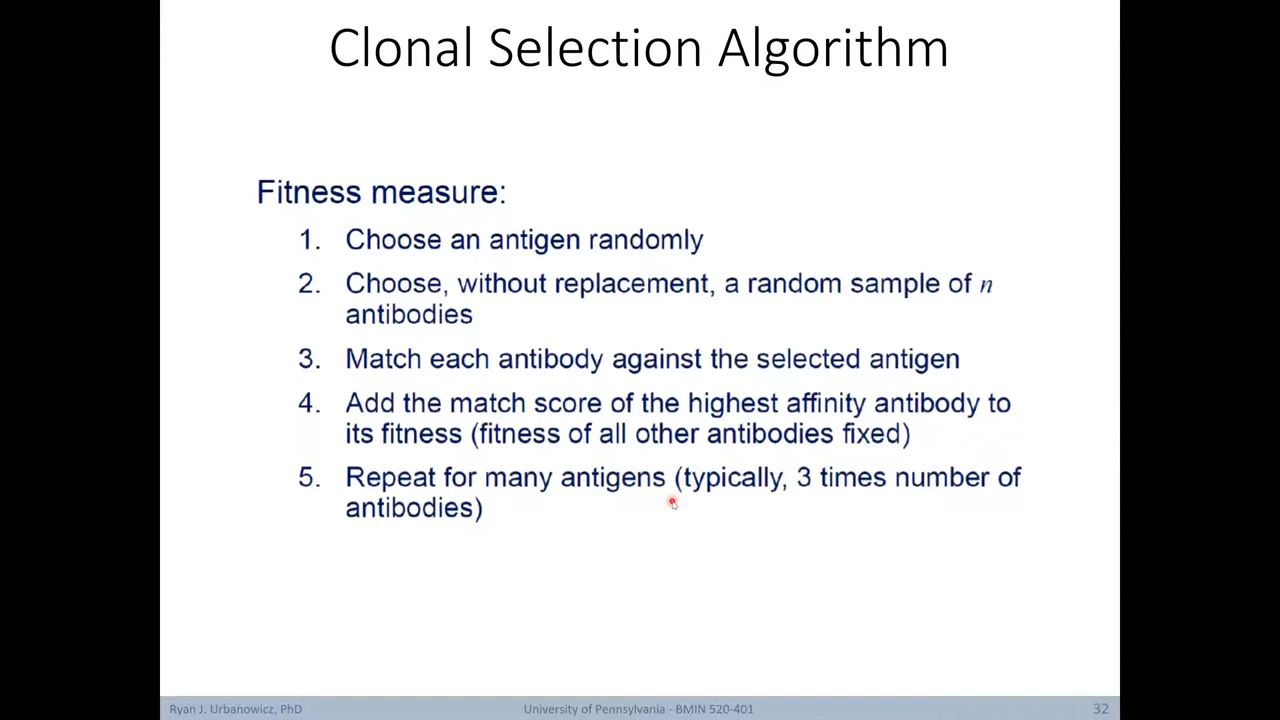 Clonal Selection Algorithm
Fitness measure:
1. Choose an antigen randomly
2. Choose, without replacement, a random sample of n
antibodies
3. Match each antibody against the selected antigen
4. Add the match score of the highest affinity antibody to
its fitness (fitness of all other antibodies fixed)
5. Repeat for many antigens (typically, 3 times number of
antibodies)
Ryan J. Urbanowicz, PhD
University of Pennsylvania - BMIN 520-401
32